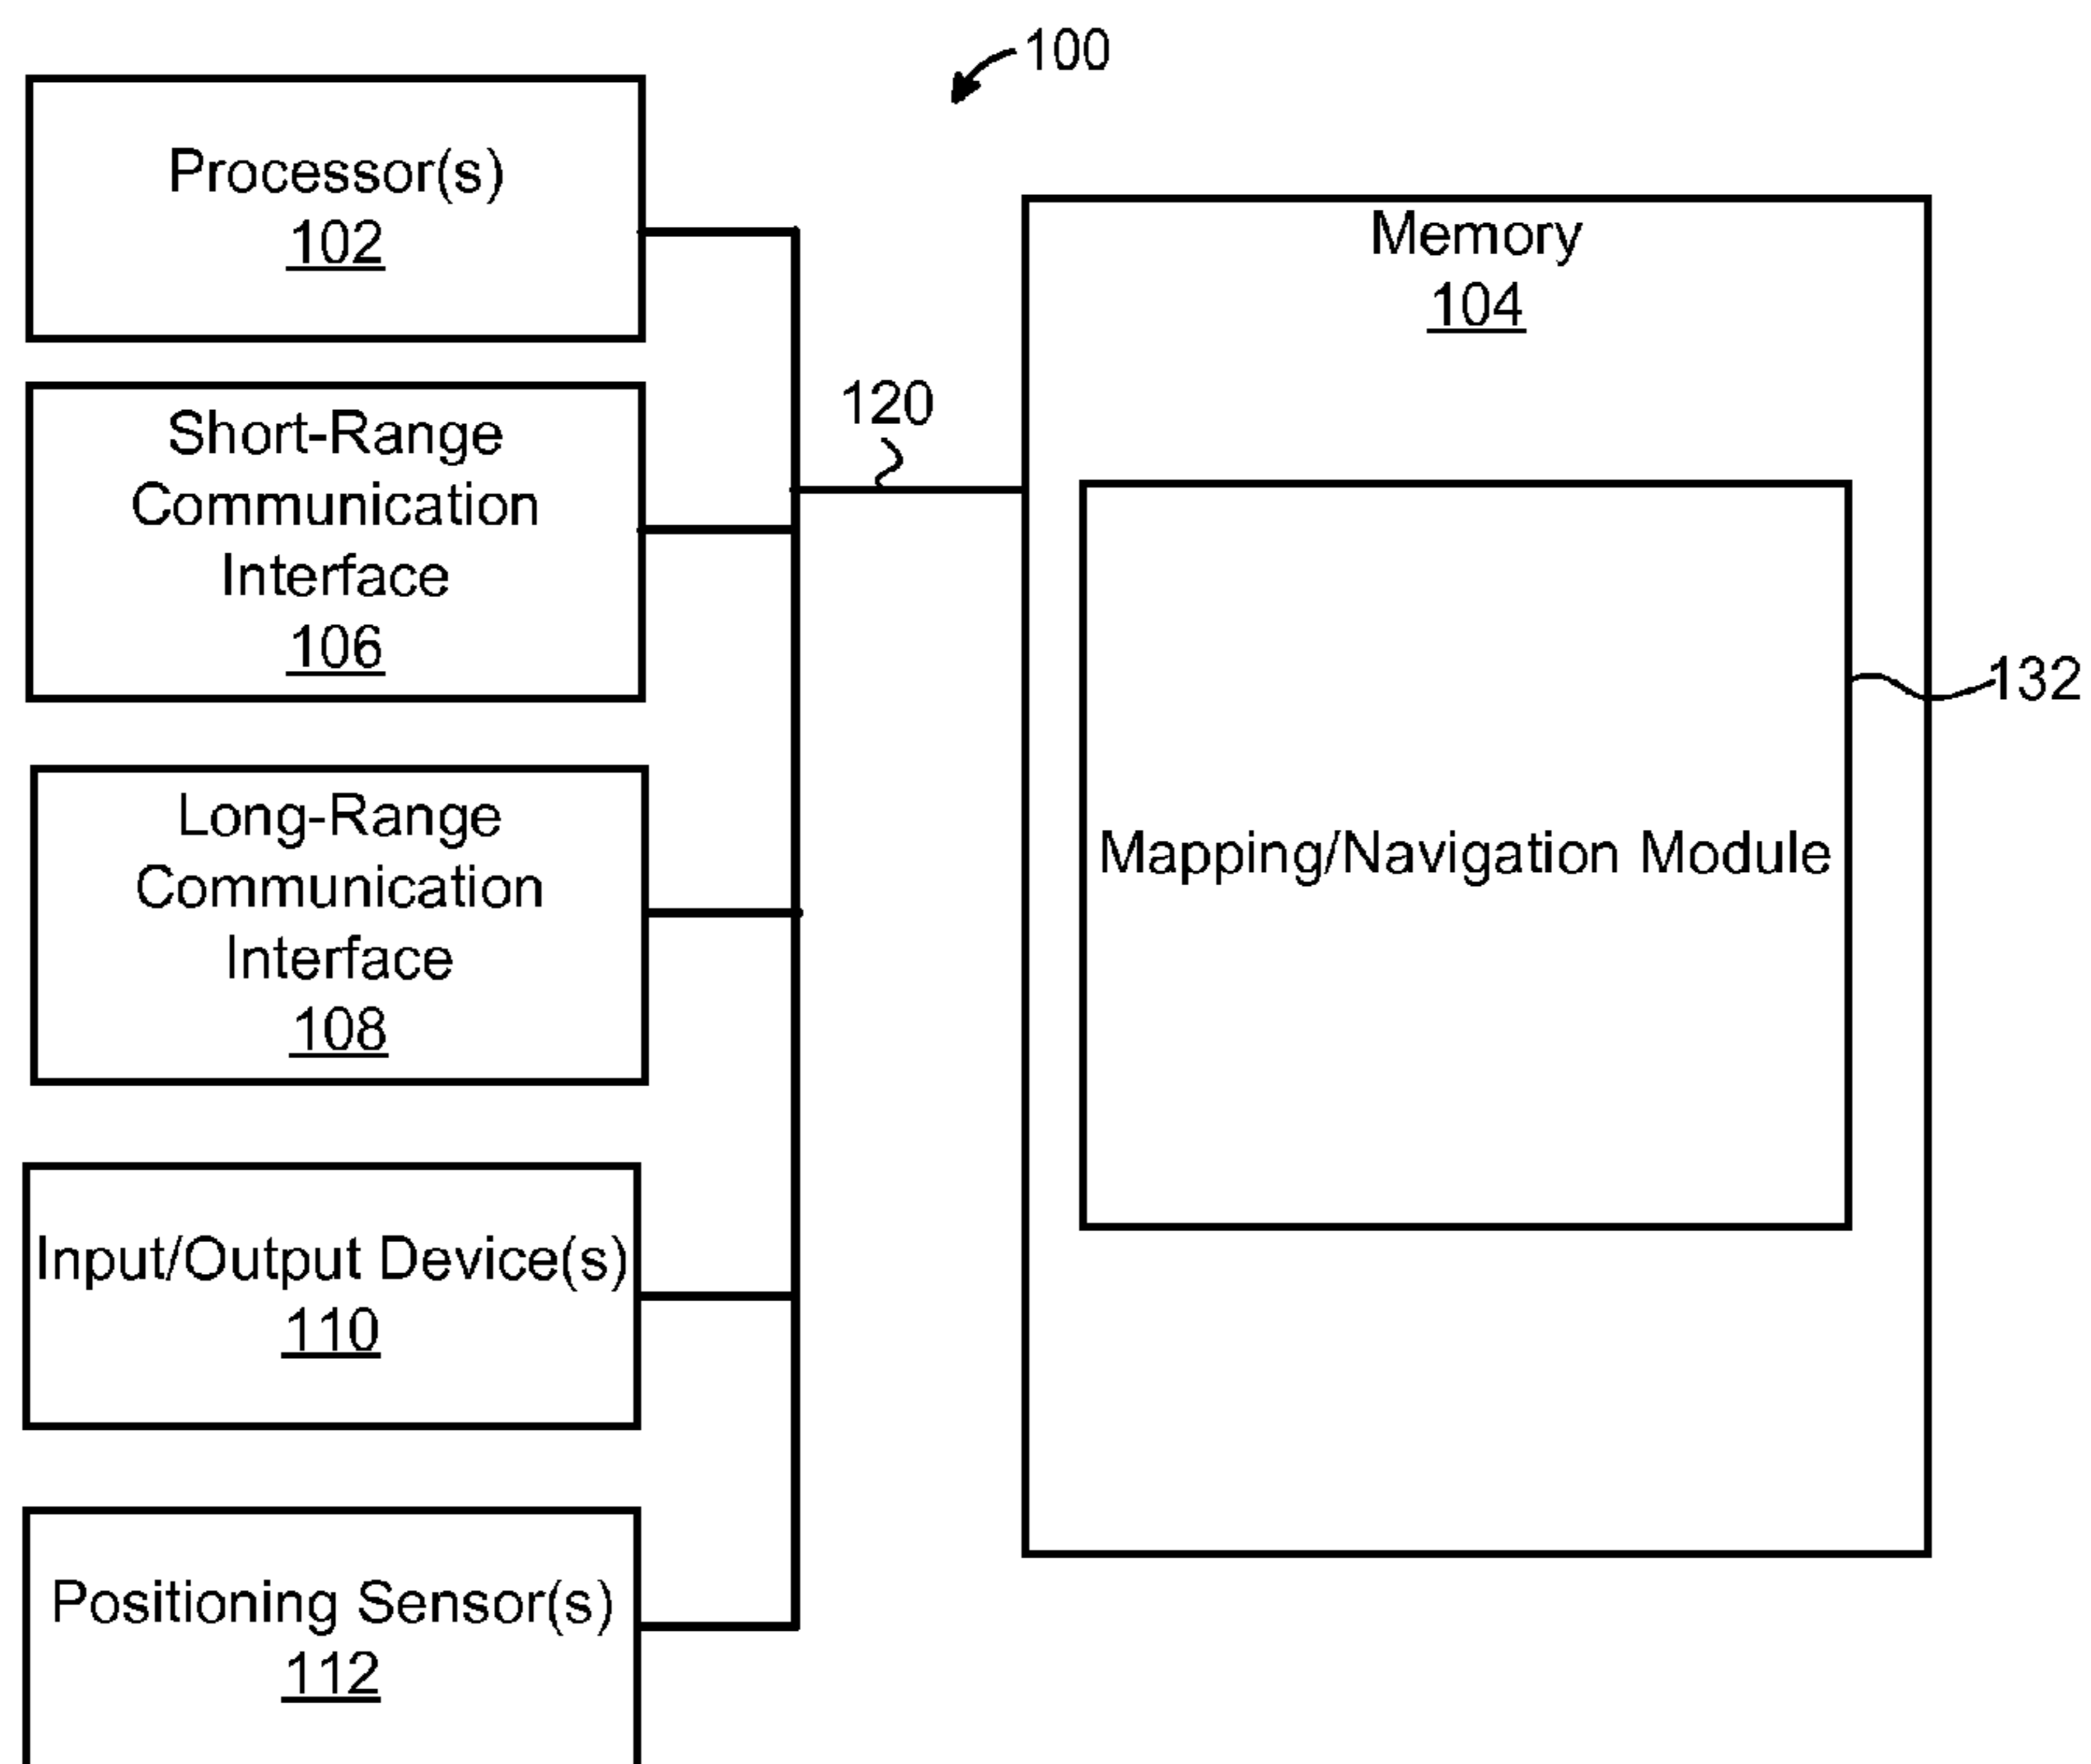 100
Processor(s)
102
Memory
104
Short-Range
Communication
Interface
106
120
132
Mapping/Navigation Module
Long-Range
Communication
Interface
108
Input/Output Device(s)
110
Positioning Sensor(s)
112